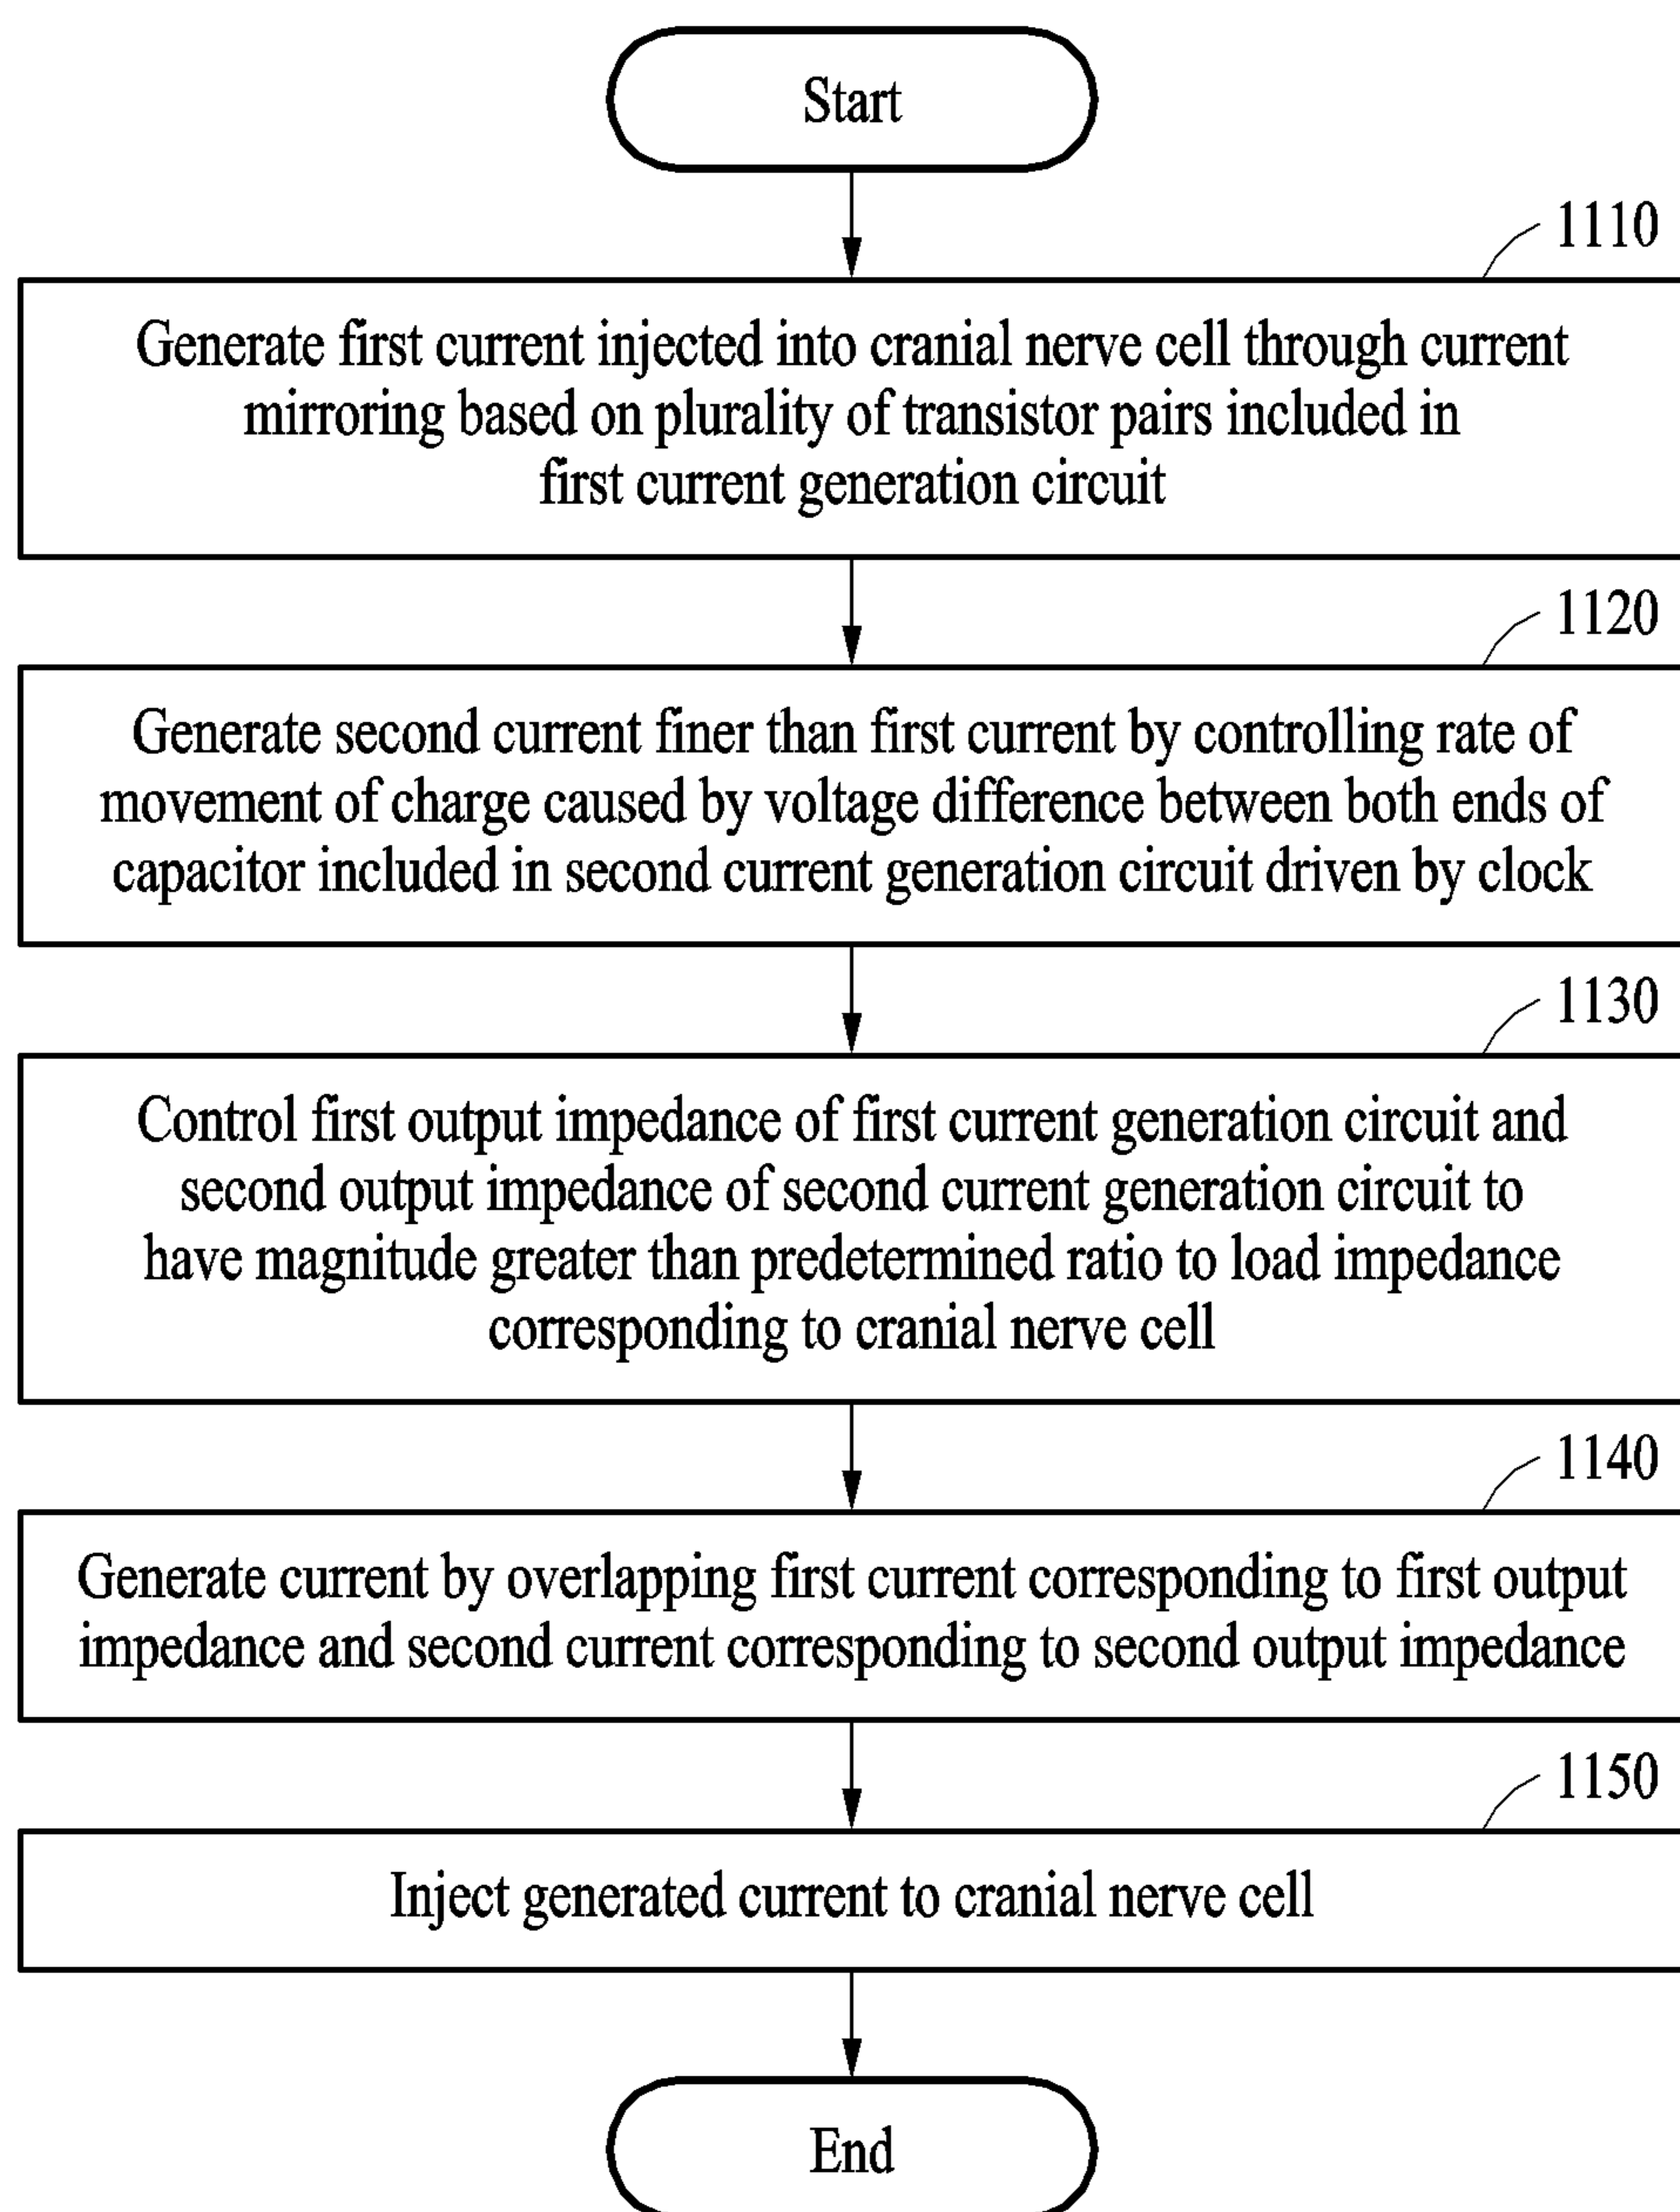 Start
1110
Generate first current injected into cranial nerve cell through current
mirroring based on plurality of transistor pairs included in
first current generation circuit
1120
Generate second current finer than first current by controlling rate of
movement of charge caused by voltage difference between both ends of
capacitor included in second current generation circuit driven by clock
1130
Control first output impedance of first current generation circuit and
second output impedance of second current generation circuit to
have magnitude greater than predetermined ratio to load impedance
corresponding to cranial nerve cell
1140
Generate current by overlapping first current corresponding to first output
impedance and second current corresponding to second output impedance
1150
Inject generated current to cranial nerve cell
End